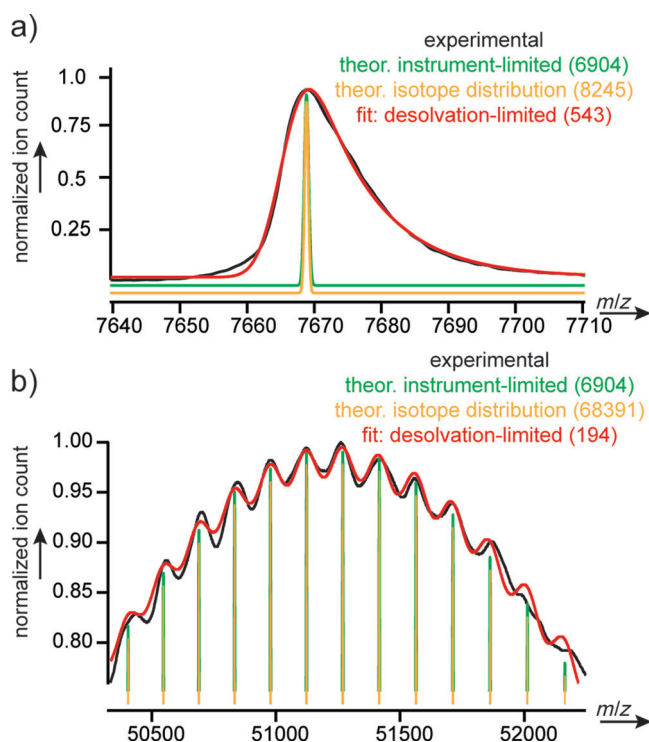 a)
experimental
theor. instrument-limited (6904)
theor. isotope distribution (8245)
fit: desolvation-limited (543)
normalized ion count
1.0
0.75
0.5
0.25
m/z
7640 7650 7660 7670 7680 7690 7700 7710
b)
experimental
theor. instrument-limited (6904)
theor. isotope distribution (68391)
fit: desolvation-limited (194)
normalized ion count
1.00
0.95
0.90
0.85
0.80
m/z
50500 51000 51500 52000